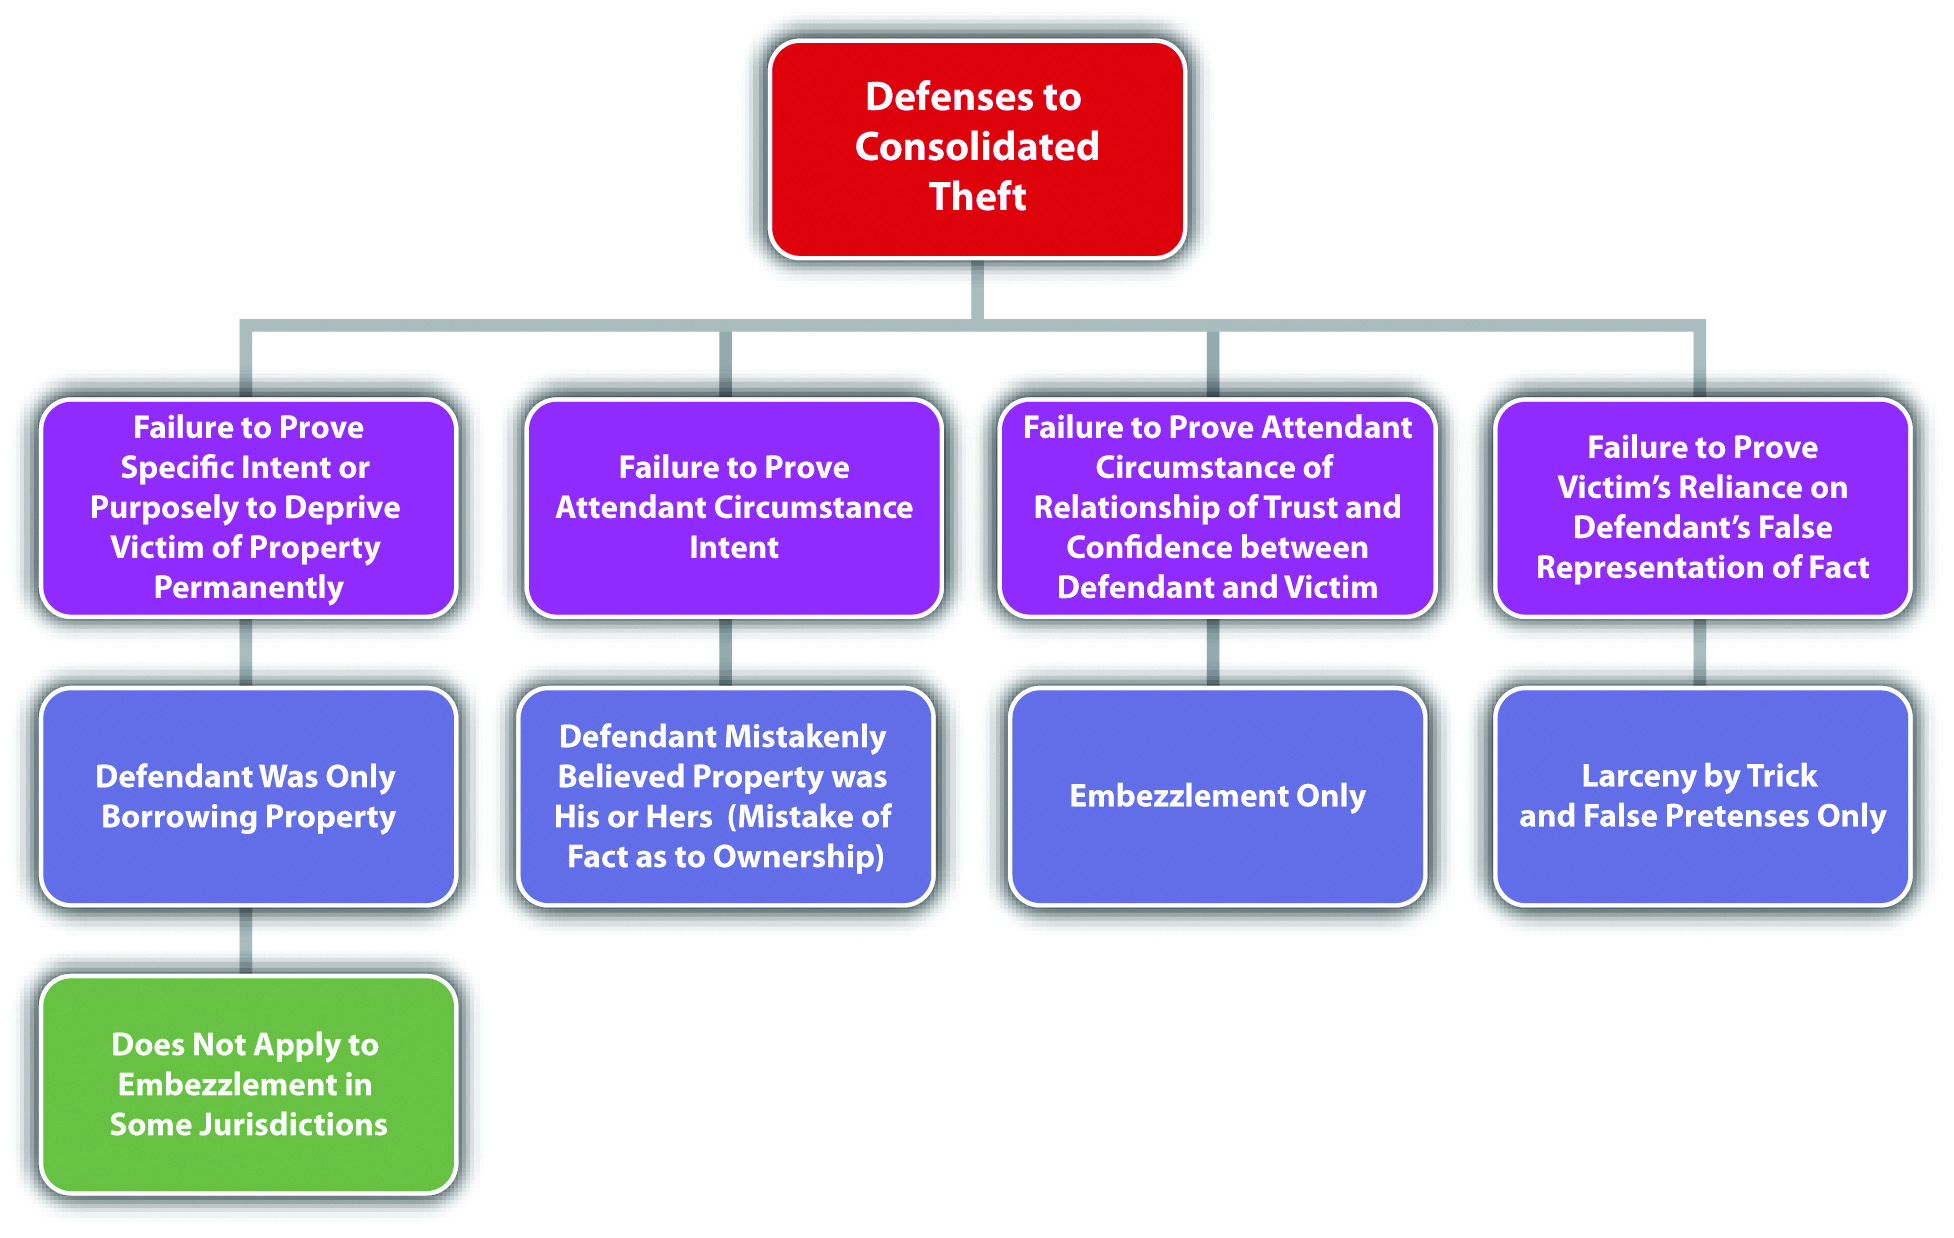 Defenses to
Consolidated
Theft
Failure to Prove
Specific Intent or
Purposely to Deprive
Victim of Property
Permanently
Failure to Prove
Attendant Circumstance
Intent
Failure to Prove Attendant
Circumstance of
Relationship of Trust and
Confidence between
Defendant and Victim
Failure to Prove
Victim’s Reliance on
Defendant’s False
Representation of Fact
Defendant Was Only
Borrowing Property
Defendant Mistakenly
Believed Property was
His or Hers (Mistake of
Fact as to Ownership)
Embezzlement Only
Larceny by Trick
and False Pretenses Only
Does Not Apply to
Embezzlement in
Some Jurisdictions